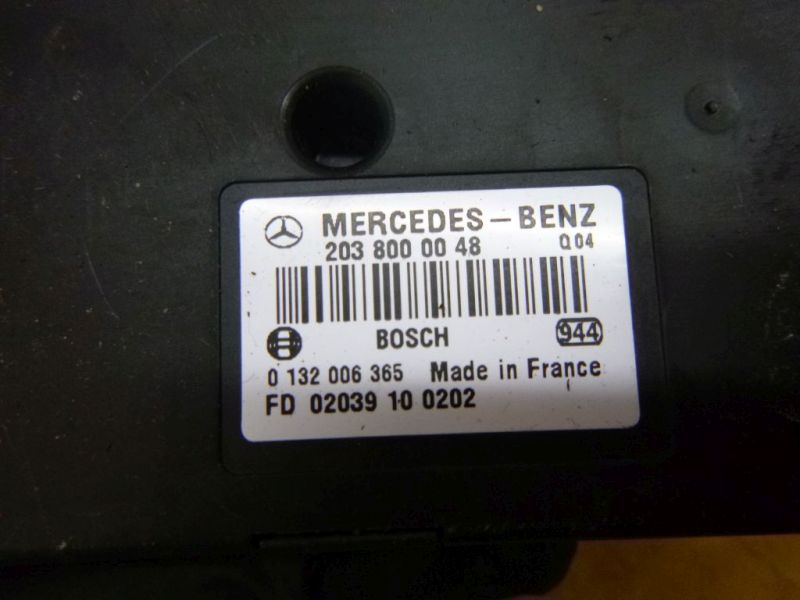 MERCEDES-BENZ
203 800 00 48 Q04
BOSCH 944
0 132 006 365 Made in France
FD 02039 10 0202